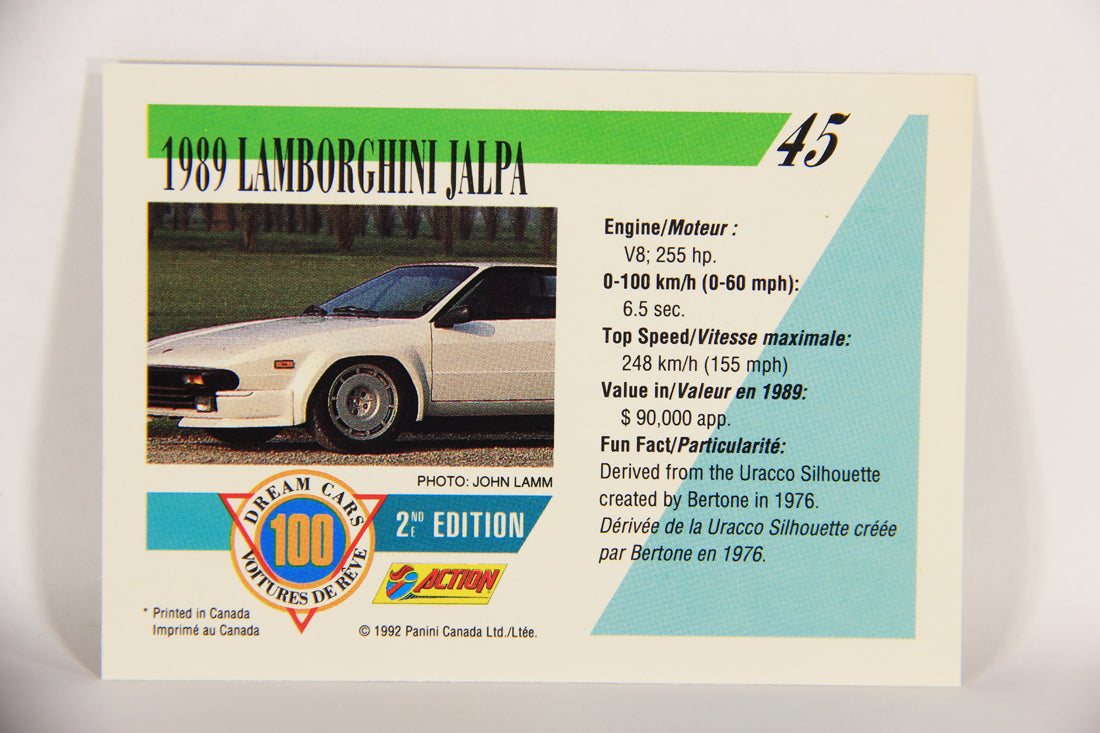 45
1989 LAMBORGHINI JALPA
Engine/Moteur :
V8; 255 hp.
0-100 km/h (0-60 mph):
6.5 sec.
Top Speed/Vitesse maximale:
248 km/h (155 mph)
Value in/Valeur en 1989:
$ 90,000 app.
Fun Fact/Particularité:
Derived from the Uracco Silhouette
created by Bertone in 1976.
Dérivée de la Uracco Silhouette créée
par Bertone en 1976.
PHOTO: JOHN LAMM
DREAM CARS
100
VOITURES DE RÊVE
2ND E EDITION
ACTION
* Printed in Canada
Imprimé au Canada
© 1992 Panini Canada Ltd./Ltée.